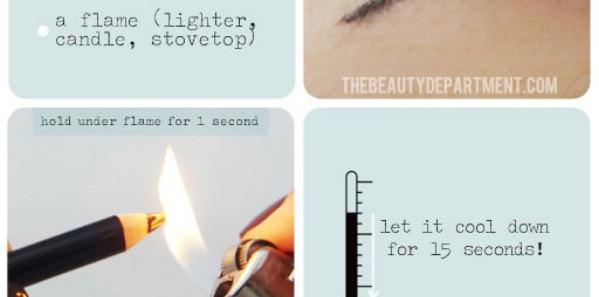 a flame (lighter,
candle, stovetop)
THEBEAUTYDEPARTMENT.COM
hold under flame for 1 second
let it cool down
for 15 seconds!